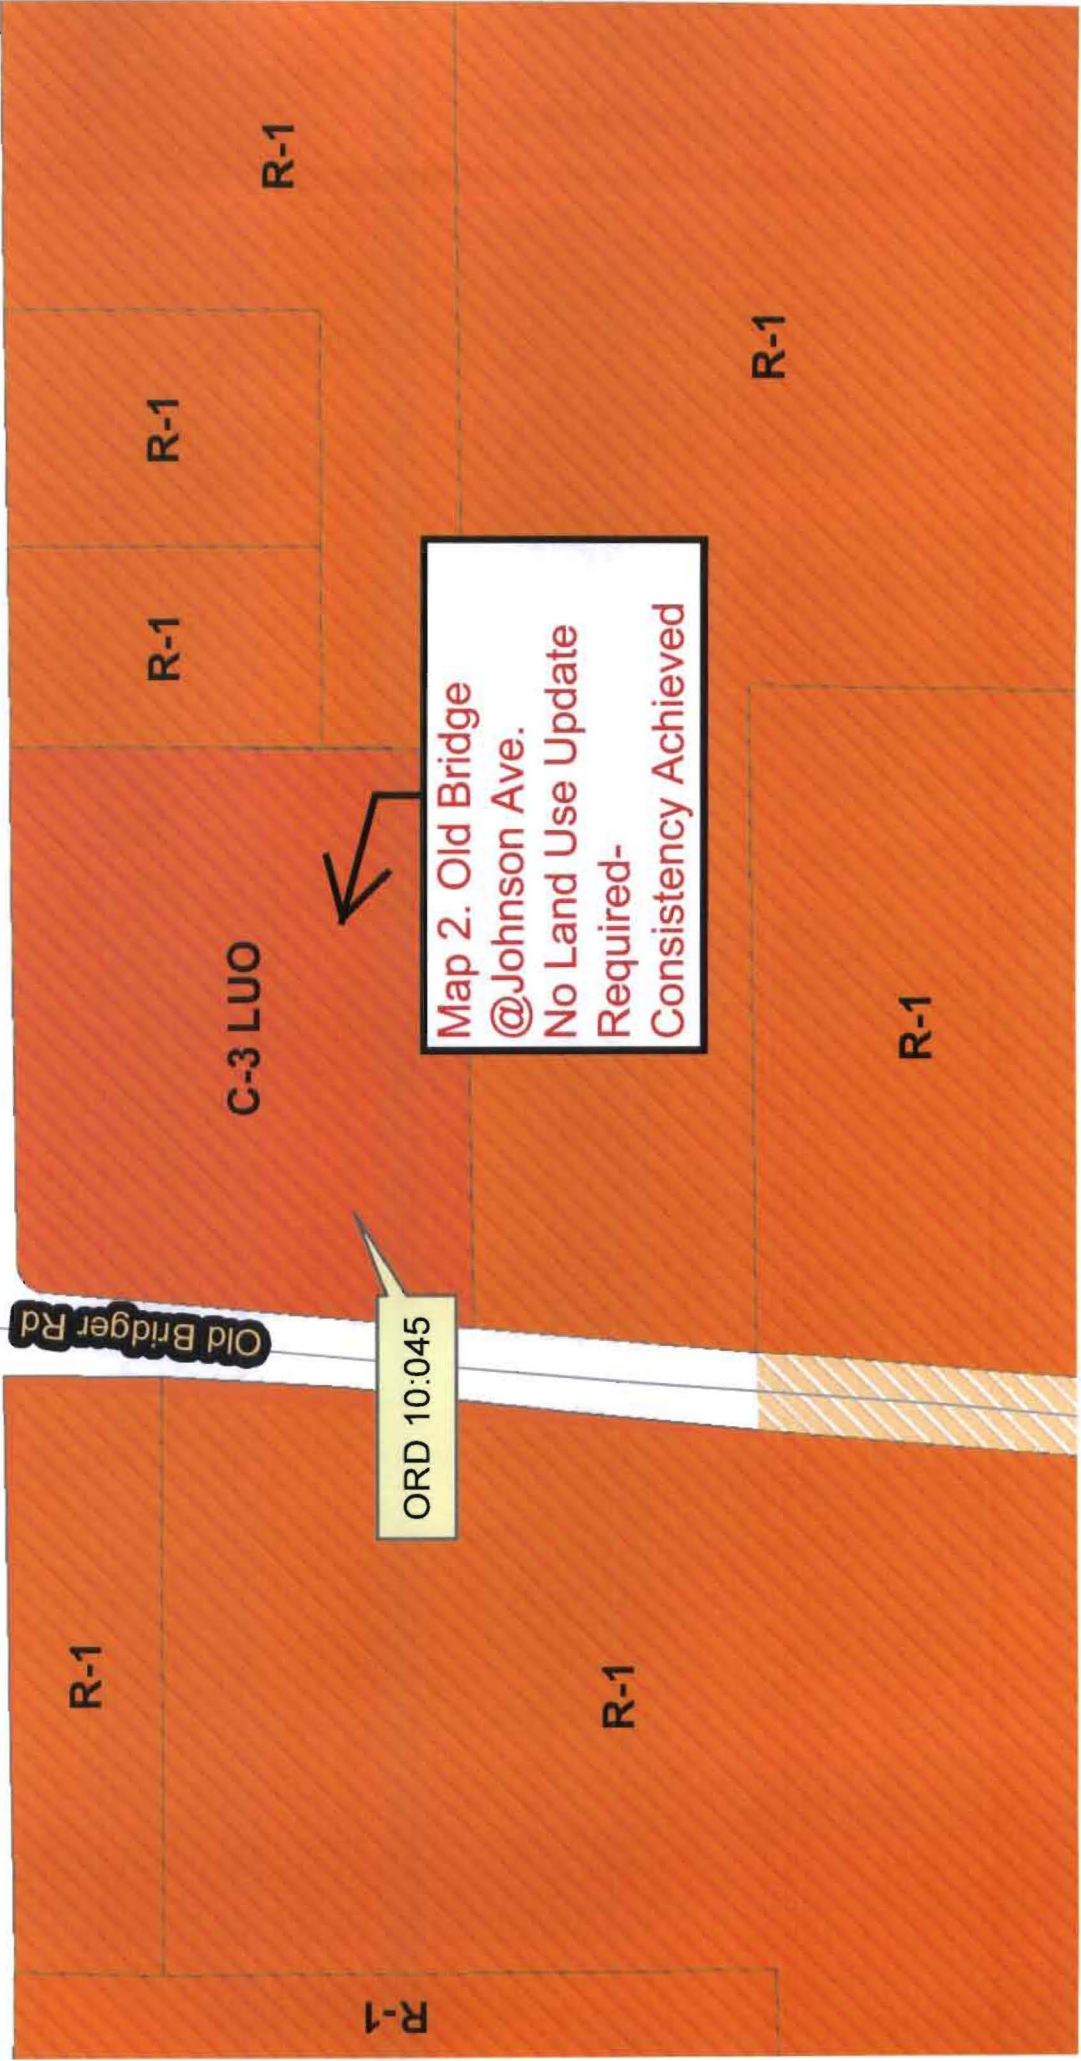 R-1
Old Bridger Rd
R-1
R-1
C-3 LUO
R-1
R-1
ORD 10:045
Map 2. Old Bridge
@Johnson Ave.
No Land Use Update
Required-
Consistency Achieved
R-1
R-1
R-1